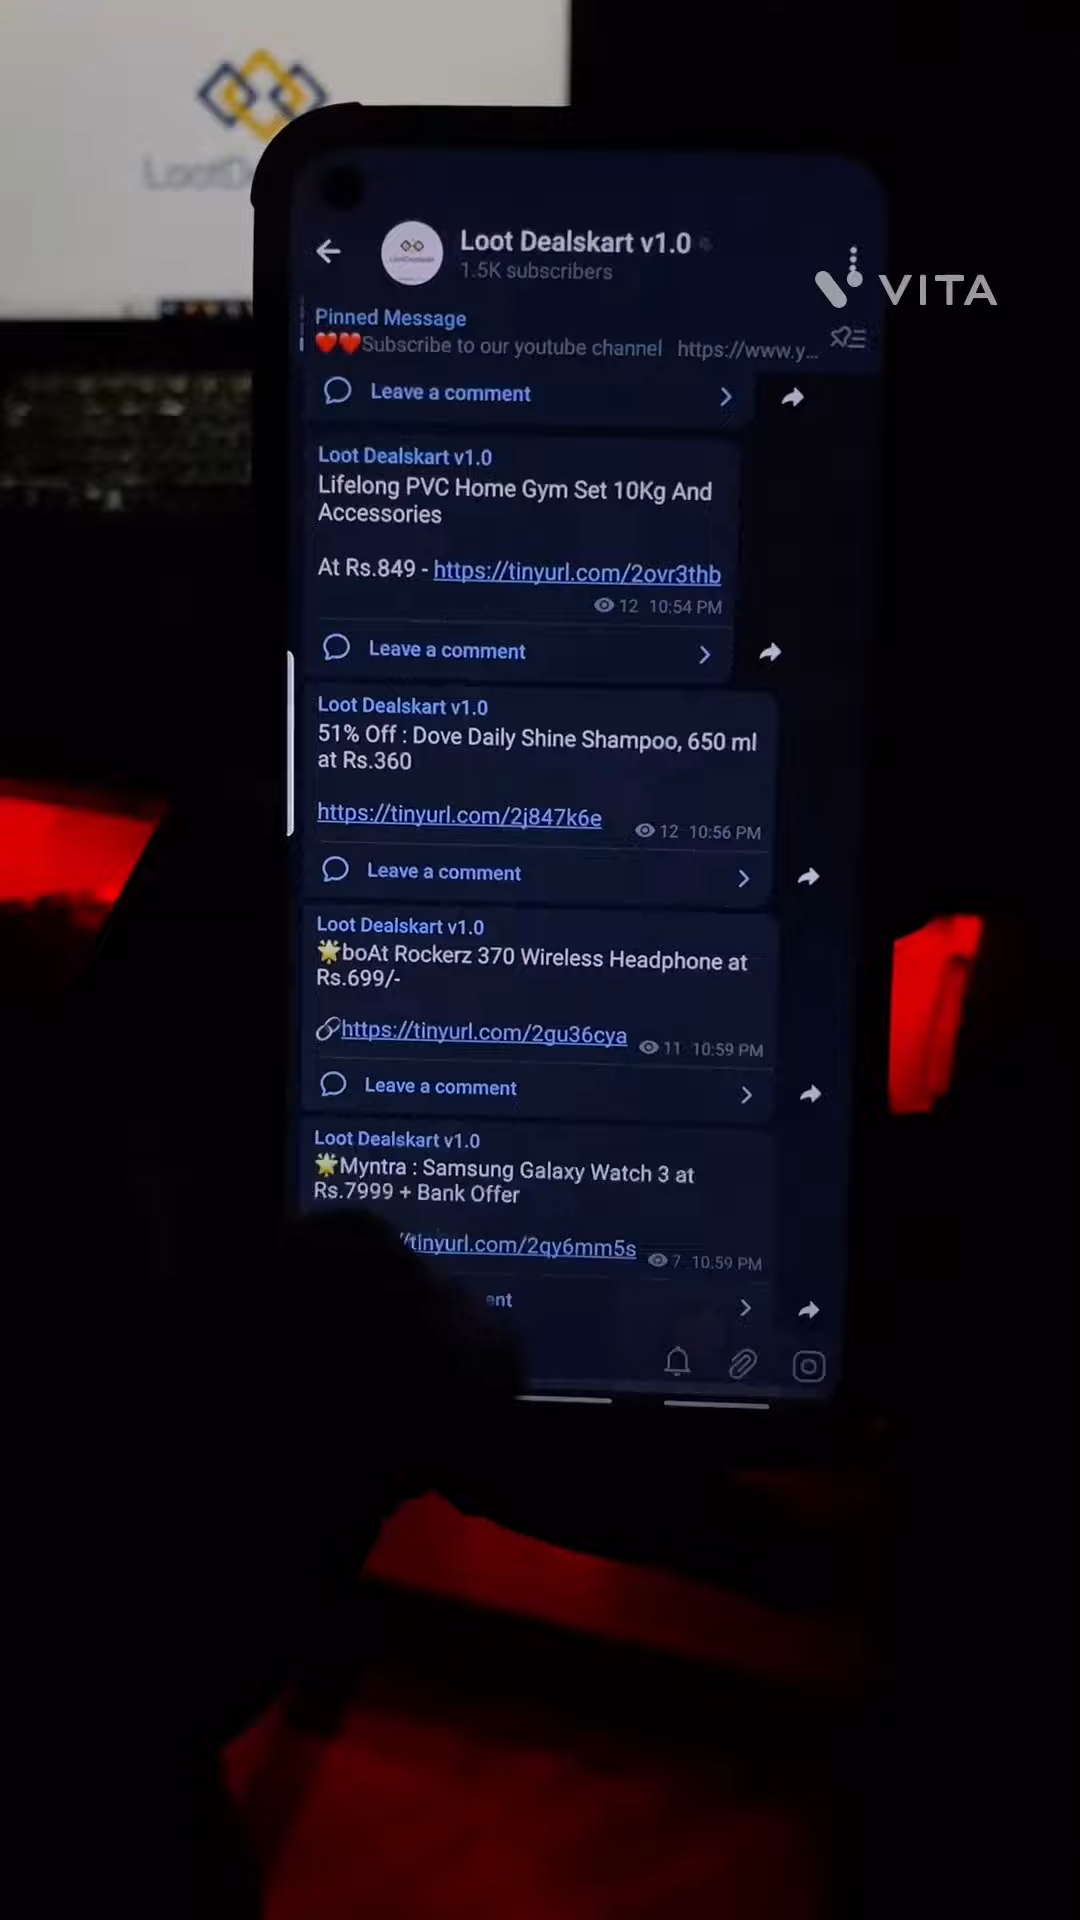 LootD
Loot Dealskart v1.0
1.5K subscribers
VITA
Pinned Message
❤️❤️Subscribe to our youtube channel https://www.y...
Leave a comment
Loot Dealskart v1.0
Lifelong PVC Home Gym Set 10Kg And
Accessories
At Rs.849 - https://tinyurl.com/2ovr3thb
12 10:54 PM
Leave a comment
Loot Dealskart v1.0
51% Off : Dove Daily Shine Shampoo, 650 ml
at Rs.360
https://tinyurl.com/2j847k6e
12 10:56 PM
Leave a comment
Loot Dealskart v1.0
🌟boAt Rockerz 370 Wireless Headphone at
Rs.699/-
🔗https://tinyurl.com/2gu36cya
11 10:59 PM
Leave a comment
Loot Dealskart v1.0
🌟Myntra : Samsung Galaxy Watch 3 at
Rs.7999 + Bank Offer
/tinyurl.com/2qy6mm5s
7 10:59 PM
ent